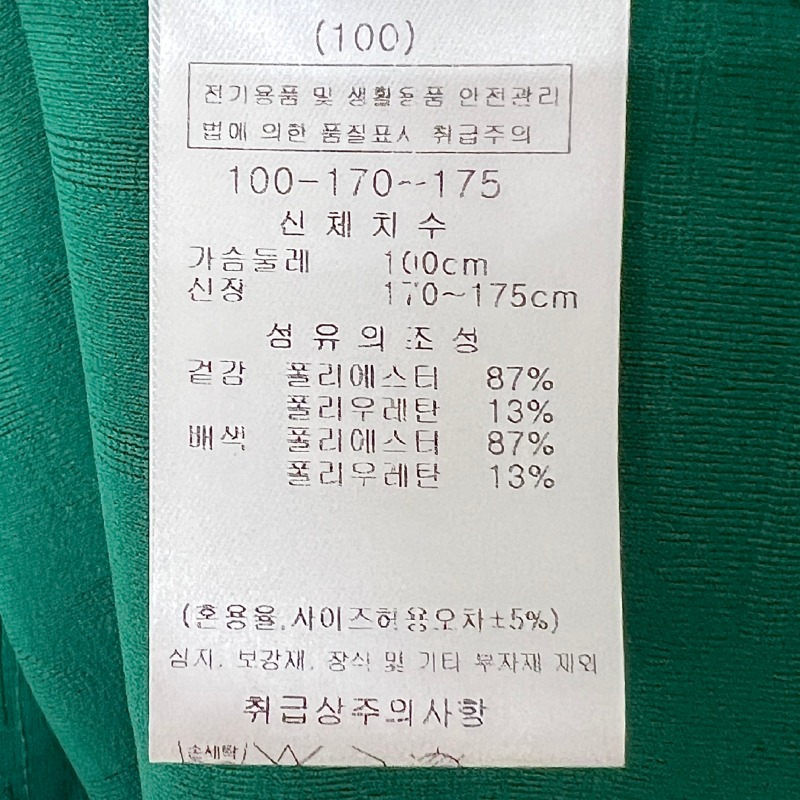 (100)
전기용품 및 생활용품 안전관리
법에 의한 품질표시 취급주의
100-170--175
신체치수
가슴둘레 100cm
신장 170~175cm
섬유의조성
겉감 폴리에스터 87%
폴리우레탄 13%
배색 폴리에스터 87%
폴리우레탄 13%
(혼용율.사이즈허용오차±5%)
심지. 보강재. 장식 및 기타 부자재 제외
취급상주의사항
손세탁